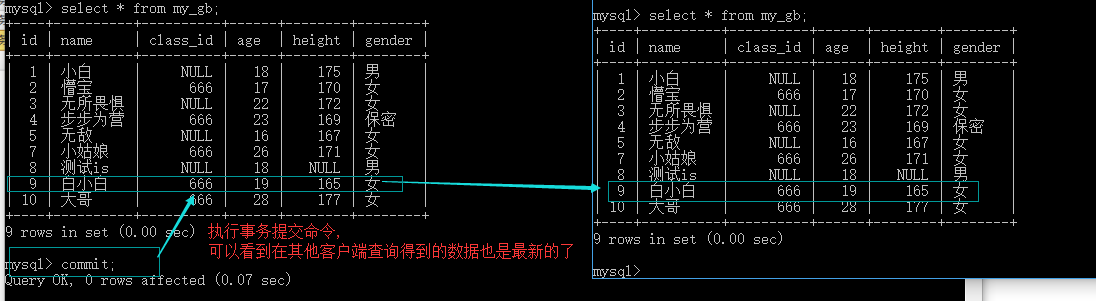 mysql> select * from my_gb;
+----+----------+----------+------+--------+--------+
| id | name | class_id | age | height | gender |
+----+----------+----------+------+--------+--------+
| 1 | 小白 | NULL | 18 | 175 | 男 |
| 2 | 懵宝 | 666 | 17 | 170 | 女 |
| 3 | 无所畏惧 | NULL | 22 | 172 | 女 |
| 4 | 步步为营 | 666 | 23 | 169 | 保密 |
| 5 | 无敌 | NULL | 16 | 167 | 女 |
| 7 | 小姑娘 | 666 | 26 | 171 | 女 |
| 8 | 测试is | NULL | 18 | NULL | 男 |
| 9 | 白小白 | 666 | 19 | 165 | 女 |
| 10 | 大哥 | 666 | 28 | 177 | 女 |
+----+----------+----------+------+--------+--------+
9 rows in set (0.00 sec)
执行事务提交命令,
可以看到在其他客户端查询得到的数据也是最新的了
mysql> commit;
Query OK, 0 rows affected (0.07 sec)
mysql> select * from my_gb;
+----+----------+----------+------+--------+--------+
| id | name | class_id | age | height | gender |
+----+----------+----------+------+--------+--------+
| 1 | 小白 | NULL | 18 | 175 | 男 |
| 2 | 懵宝 | 666 | 17 | 170 | 女 |
| 3 | 无所畏惧 | NULL | 22 | 172 | 女 |
| 4 | 步步为营 | 666 | 23 | 169 | 保密 |
| 5 | 无敌 | NULL | 16 | 167 | 女 |
| 7 | 小姑娘 | 666 | 26 | 171 | 女 |
| 8 | 测试is | NULL | 18 | NULL | 男 |
| 9 | 白小白 | 666 | 19 | 165 | 女 |
| 10 | 大哥 | 666 | 28 | 177 | 女 |
+----+----------+----------+------+--------+--------+
9 rows in set (0.00 sec)
mysql>